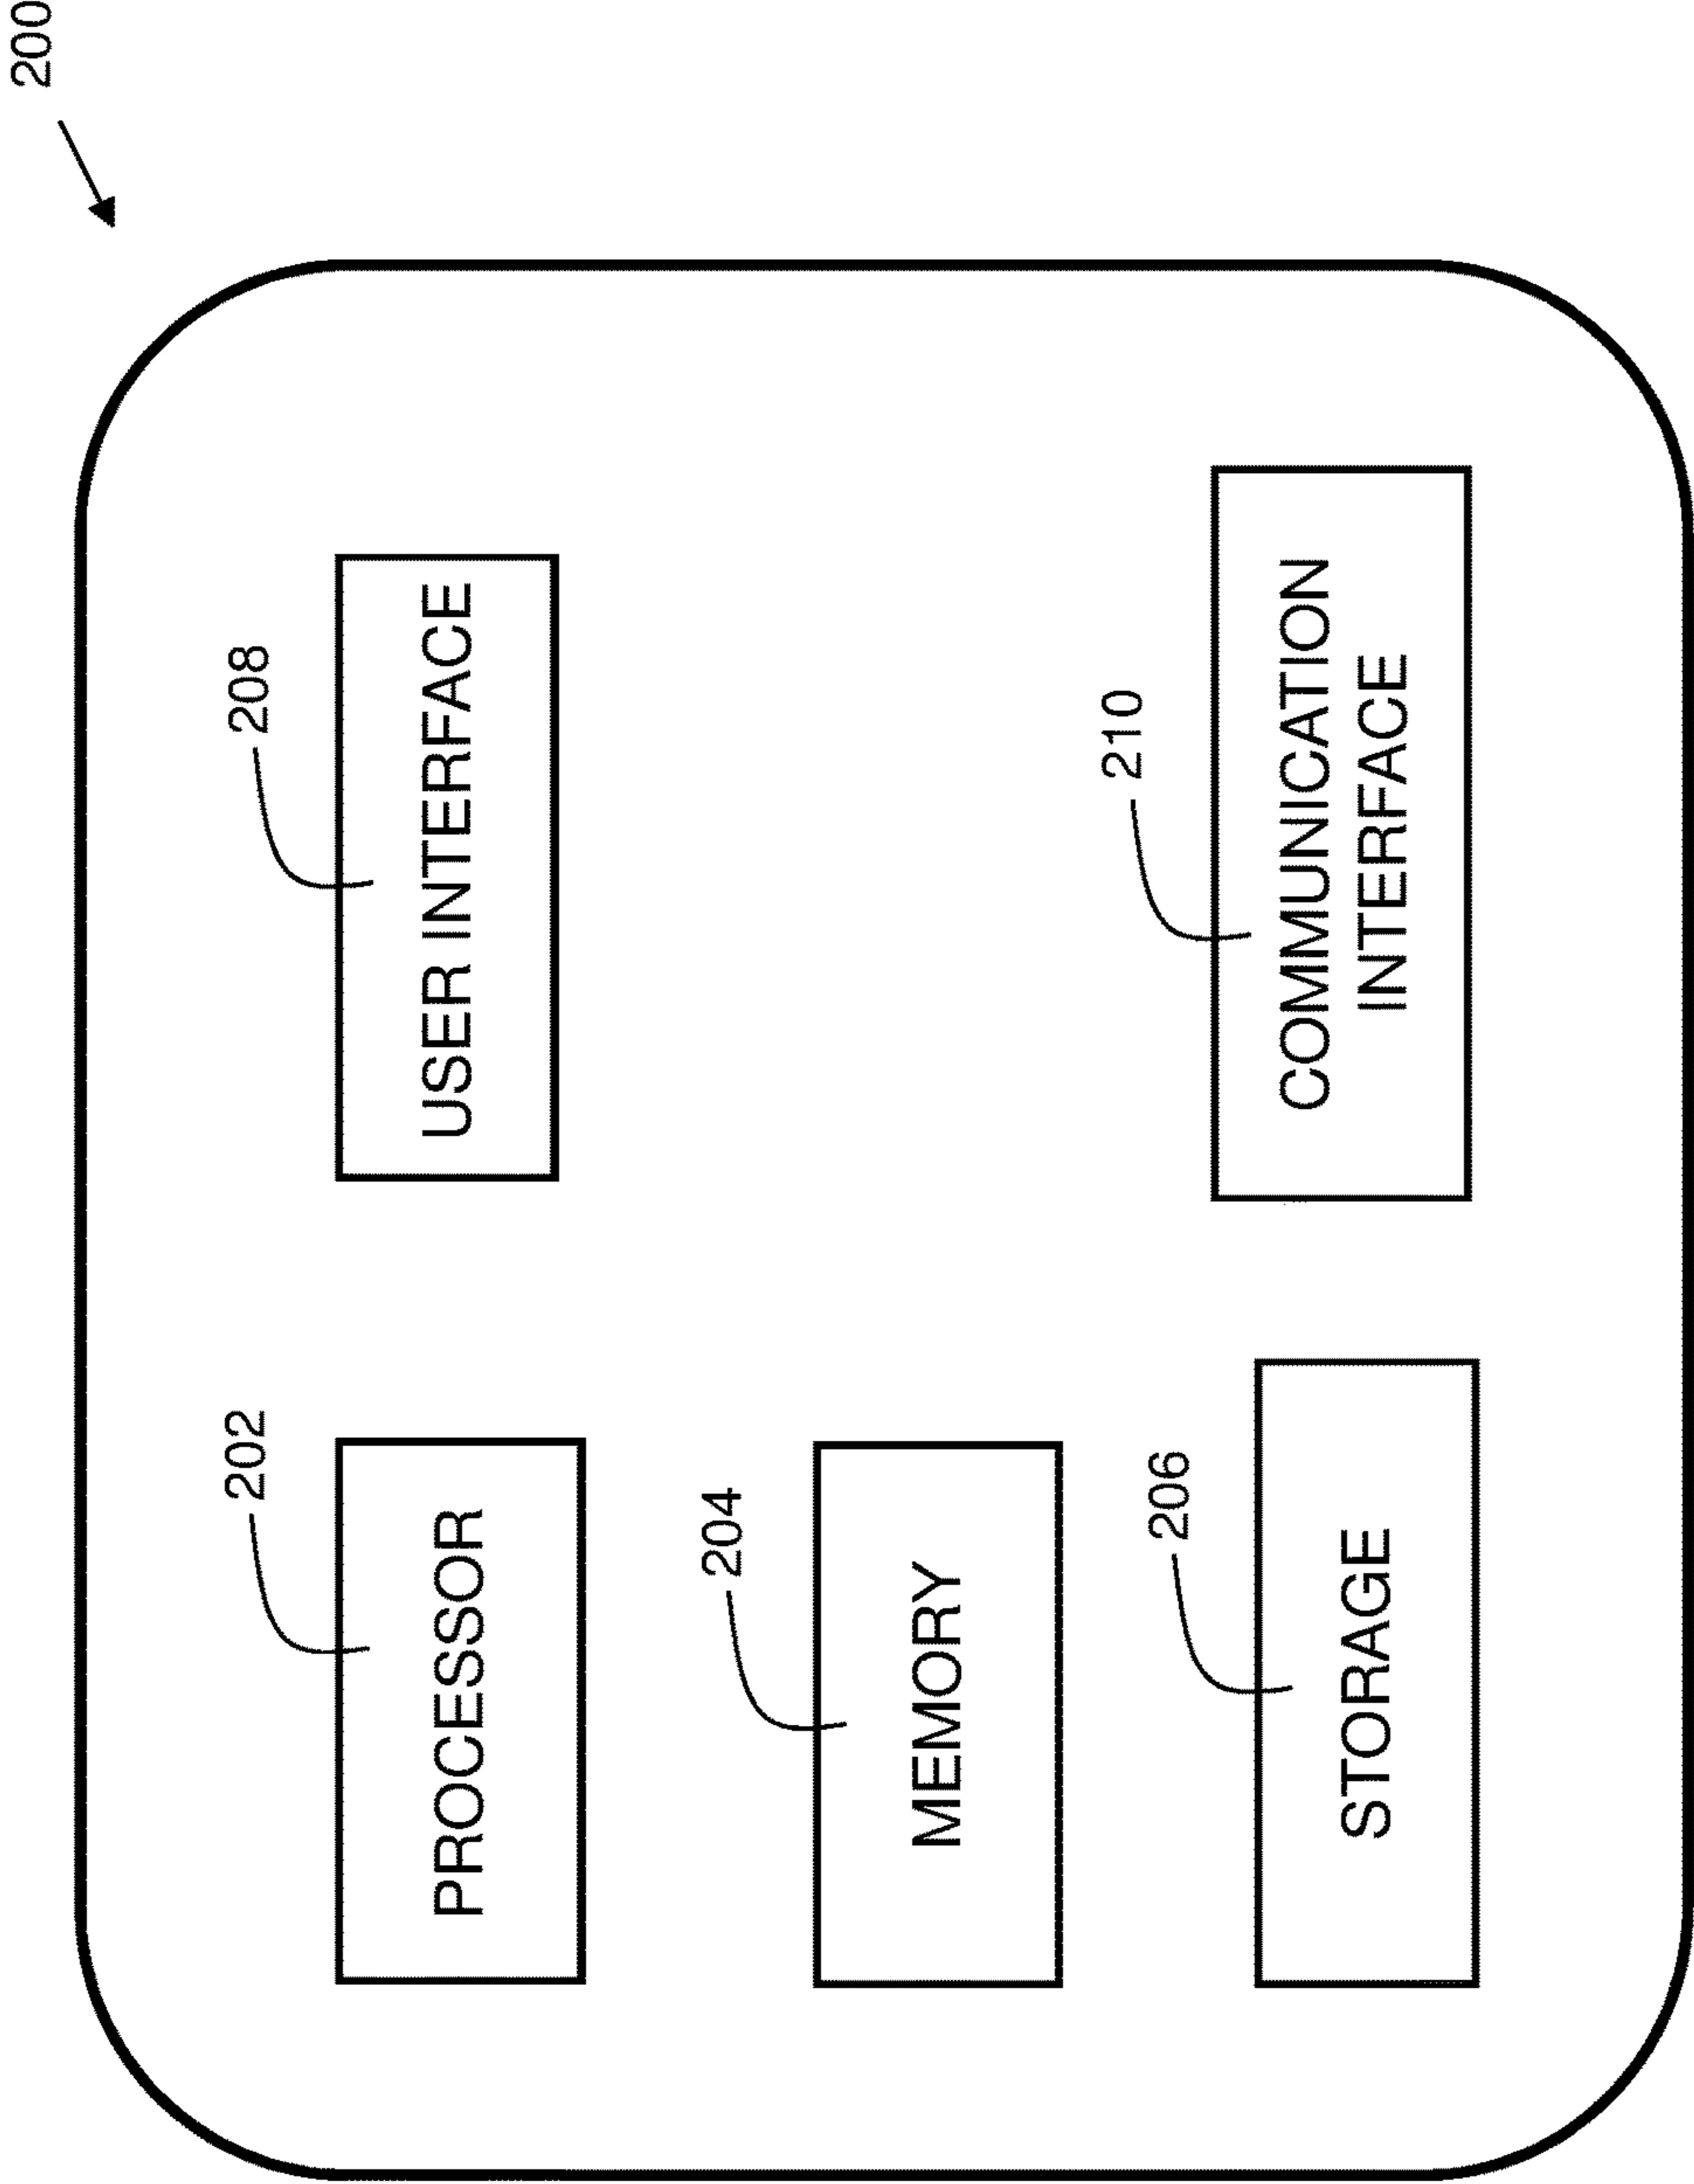 200
202
PROCESSOR
208
USER INTERFACE
204
MEMORY
206
STORAGE
210
COMMUNICATION
INTERFACE